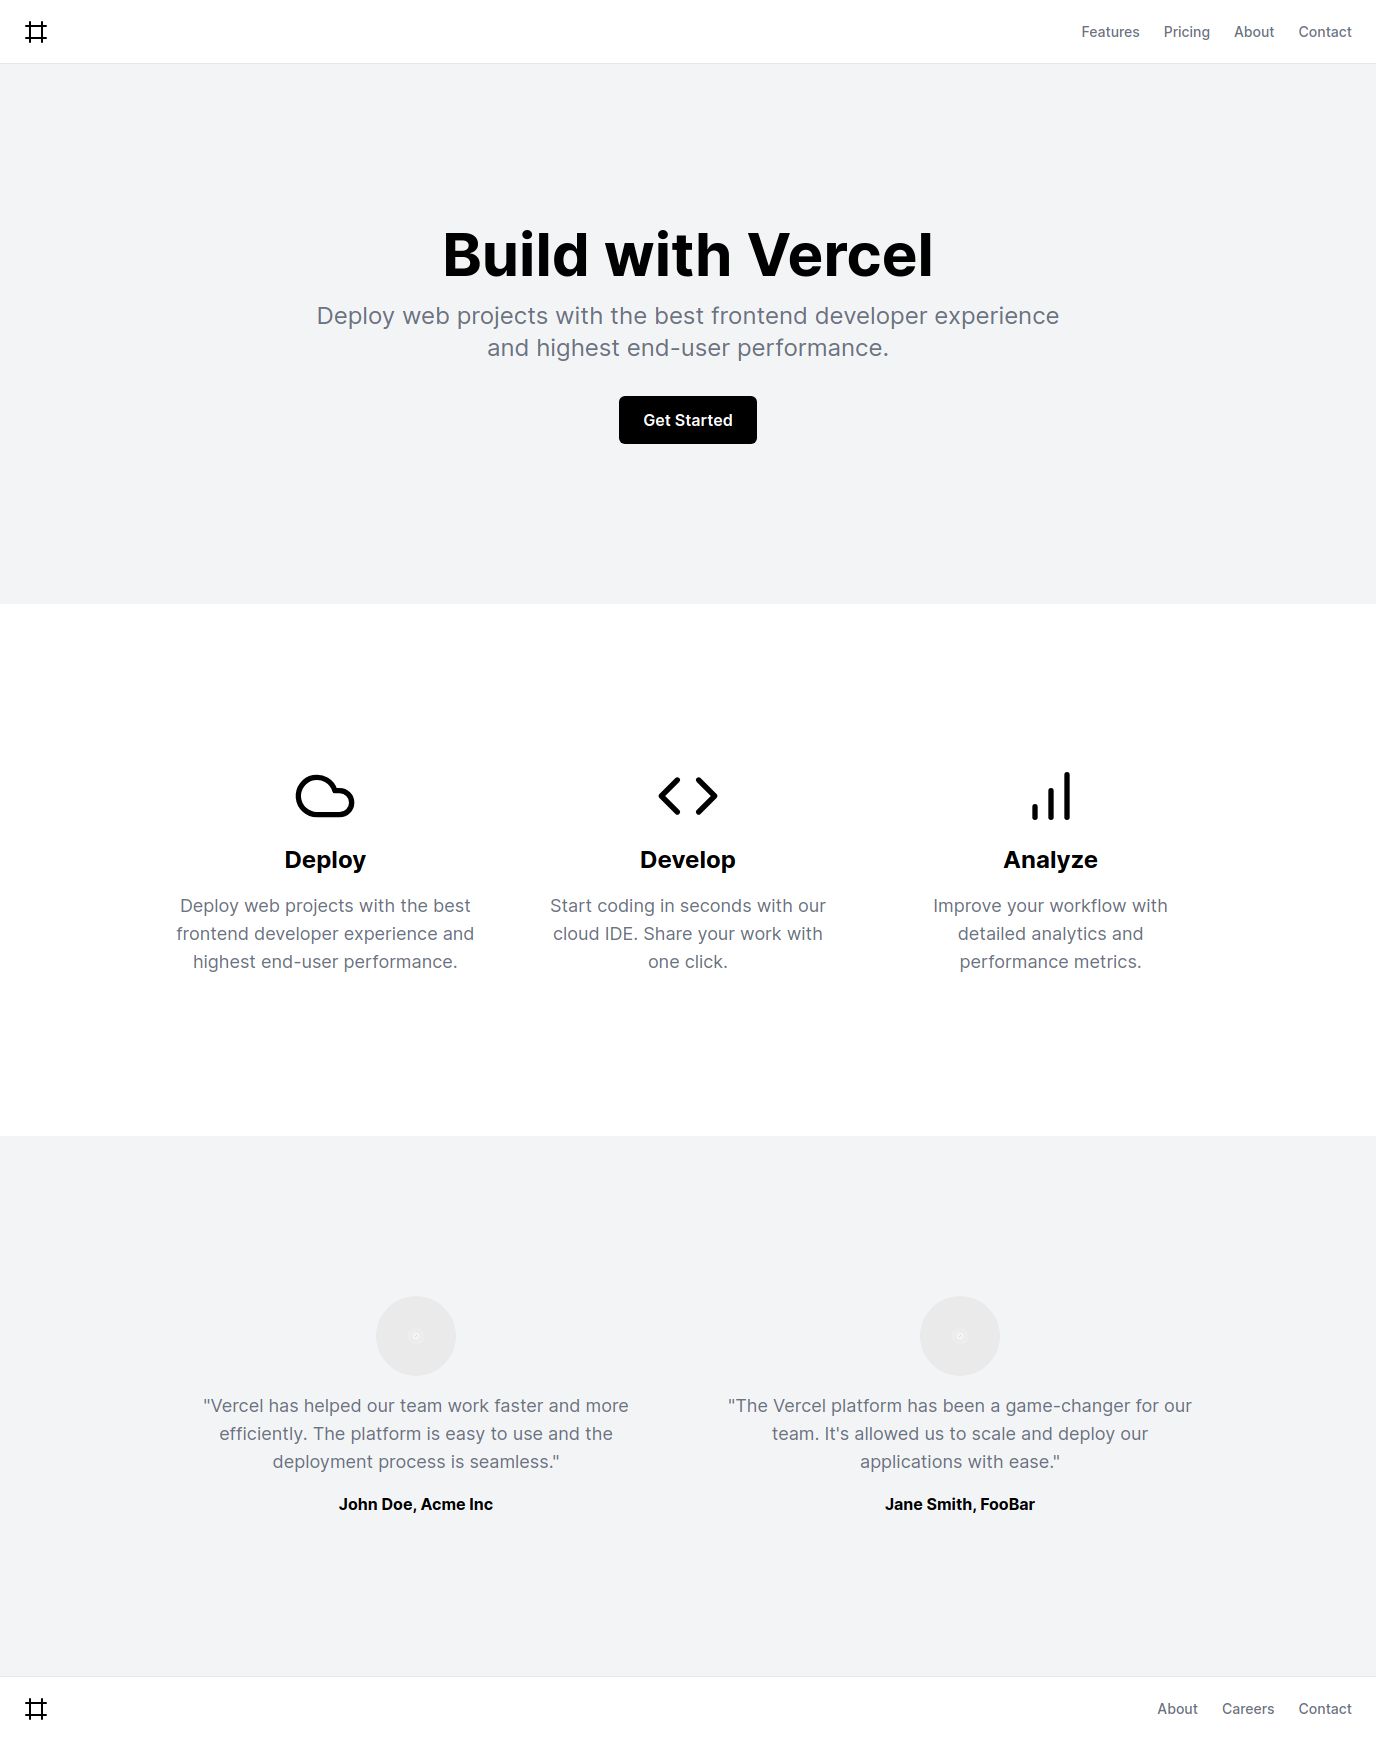 Features Pricing About Contact
Build with Vercel
Deploy web projects with the best frontend developer experience
and highest end-user performance.
Get Started
Deploy
Deploy web projects with the best
frontend developer experience and
highest end-user performance.
Develop
Start coding in seconds with our
cloud IDE. Share your work with
one click.
Analyze
Improve your workflow with
detailed analytics and
performance metrics.
"Vercel has helped our team work faster and more
efficiently. The platform is easy to use and the
deployment process is seamless."
John Doe, Acme Inc
"The Vercel platform has been a game-changer for our
team. It's allowed us to scale and deploy our
applications with ease."
Jane Smith, FooBar
About Careers Contact